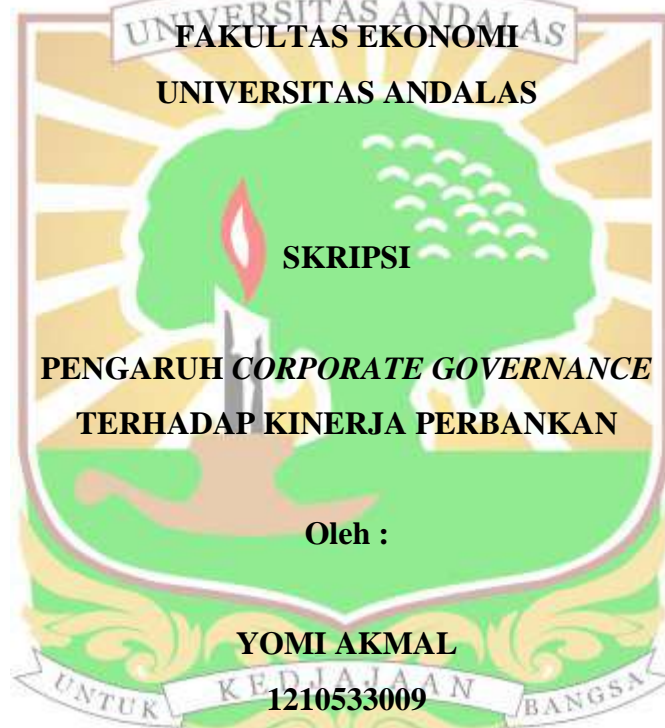 UNIVERSITAS ANDALAS
FAKULTAS EKONOMI
UNIVERSITAS ANDALAS
SKRIPSI
PENGARUH CORPORATE GOVERNANCE
TERHADAP KINERJA PERBANKAN
Oleh :
YOMI AKMAL
1210533009
UNTUK KEDJAJAAN BANGSA